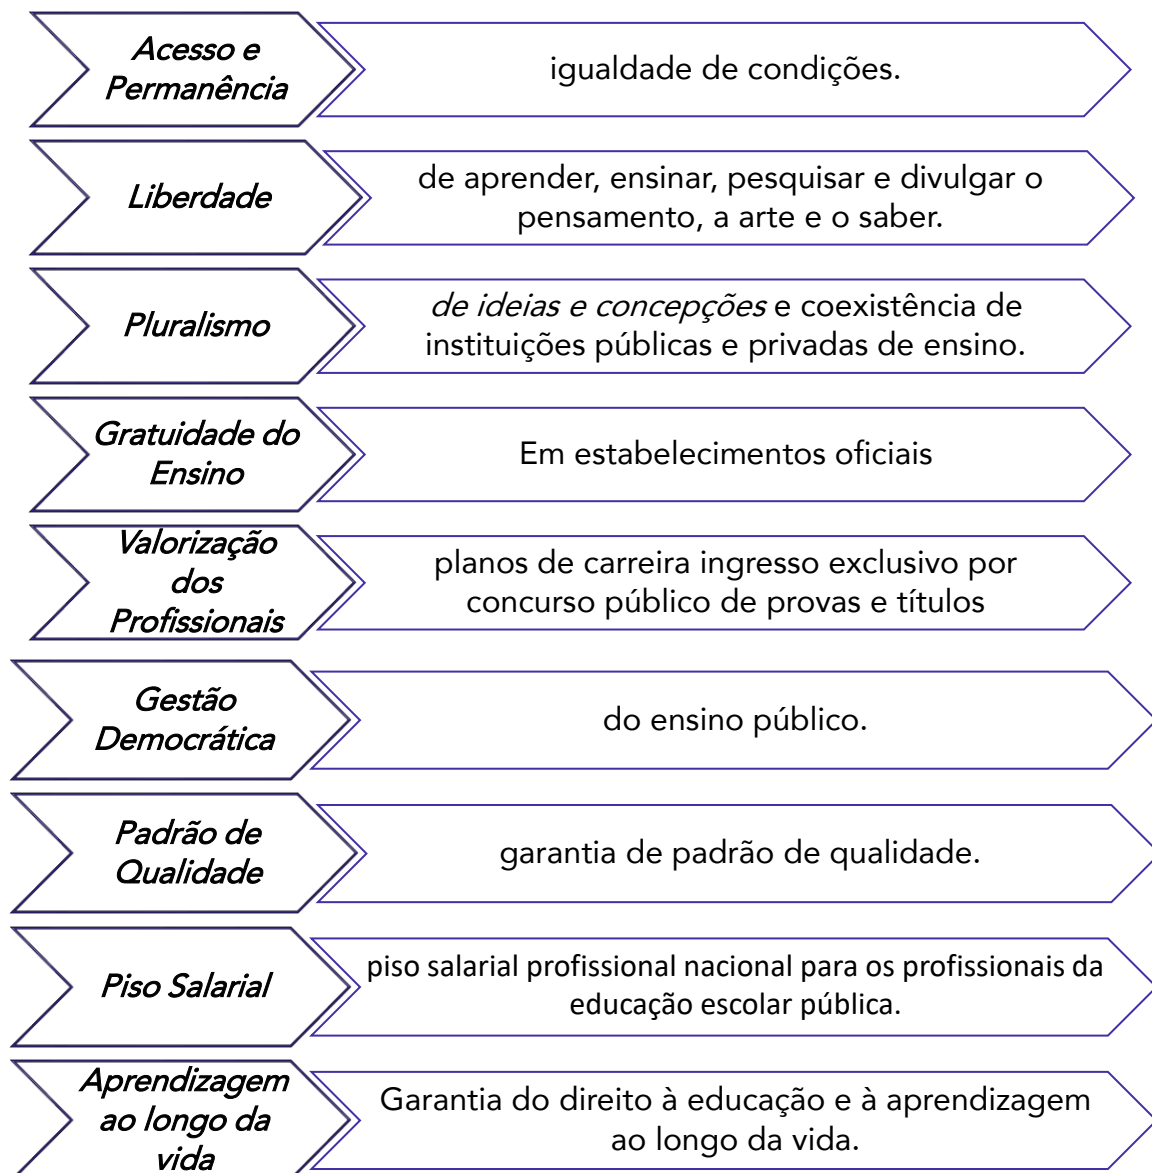 Acesso e
Permanência
igualdade de condições.
Liberdade
de aprender, ensinar, pesquisar e divulgar o
pensamento, a arte e o saber.
Pluralismo
de ideias e concepções e coexistência de
instituições públicas e privadas de ensino.
Gratuidade do
Ensino
Em estabelecimentos oficiais
Valorização
dos
Profissionais
planos de carreira ingresso exclusivo por
concurso público de provas e títulos
Gestão
Democrática
do ensino público.
Padrão de
Qualidade
garantia de padrão de qualidade.
Piso Salarial
piso salarial profissional nacional para os profissionais da
educação escolar pública.
Aprendizagem
ao longo da
vida
Garantia do direito à educação e à aprendizagem
ao longo da vida.